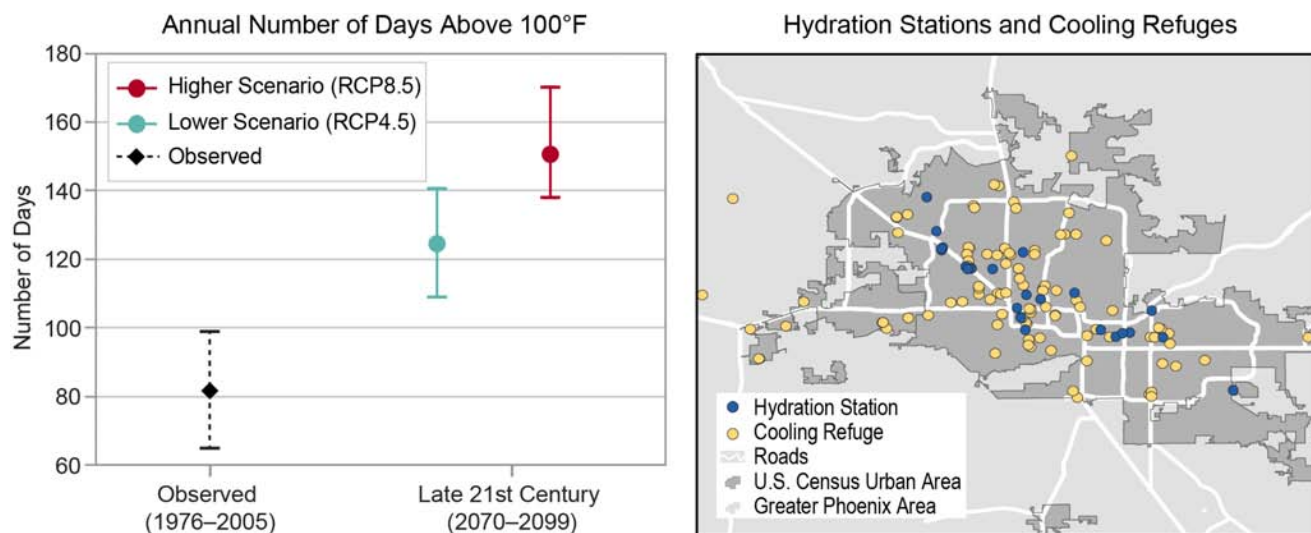 Annual Number of Days Above 100°F
180
160
140
120
100
80
60
Number of Days
Higher Scenario (RCP8.5)
Lower Scenario (RCP4.5)
Observed
Observed
(1976–2005)
Late 21st Century
(2070–2099)
Hydration Stations and Cooling Refuges
Hydration Station
Cooling Refuge
Roads
U.S. Census Urban Area
Greater Phoenix Area